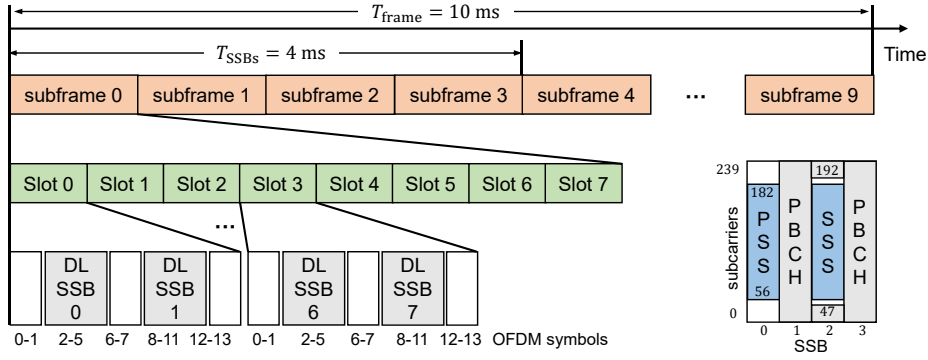 T_frame = 10 ms
Time
T_SSBs = 4 ms
subframe 0 subframe 1 subframe 2 subframe 3 subframe 4 ... subframe 9
Slot 0 Slot 1 Slot 2 Slot 3 Slot 4 Slot 5 Slot 6 Slot 7
...
DL SSB 0
DL SSB 1
DL SSB 6
DL SSB 7
0-1 2-5 6-7 8-11 12-13 0-1 2-5 6-7 8-11 12-13 OFDM symbols
subcarriers
239
0
182
PSS
56
PBCH
192
SSS
47
PBCH
0 1 2 3
SSB